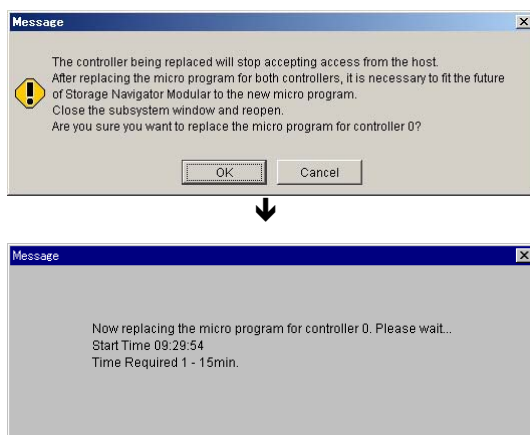 Message
The controller being replaced will stop accepting access from the host.
After replacing the micro program for both controllers, it is necessary to fit the future
of Storage Navigator Modular to the new micro program.
Close the subsystem window and reopen.
Are you sure you want to replace the micro program for controller 0?
OK Cancel
Message
Now replacing the micro program for controller 0. Please wait...
Start Time 09:29:54
Time Required 1 - 15min.